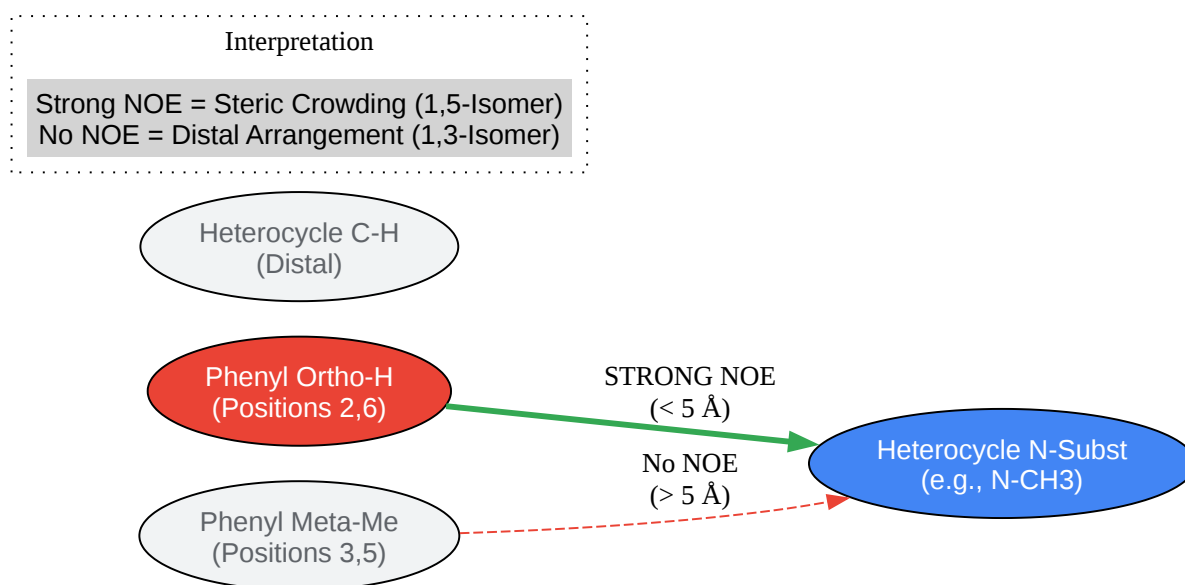 Interpretation
Strong NOE = Steric Crowding (1,5-Isomer)
No NOE = Distal Arrangement (1,3-Isomer)
Heterocycle C-H
(Distal)
Phenyl Ortho-H
(Positions 2,6)
STRONG NOE
(< 5 Å)
Heterocycle N-Subst
(e.g., N-CH3)
No NOE
(> 5 Å)
Phenyl Meta-Me
(Positions 3,5)